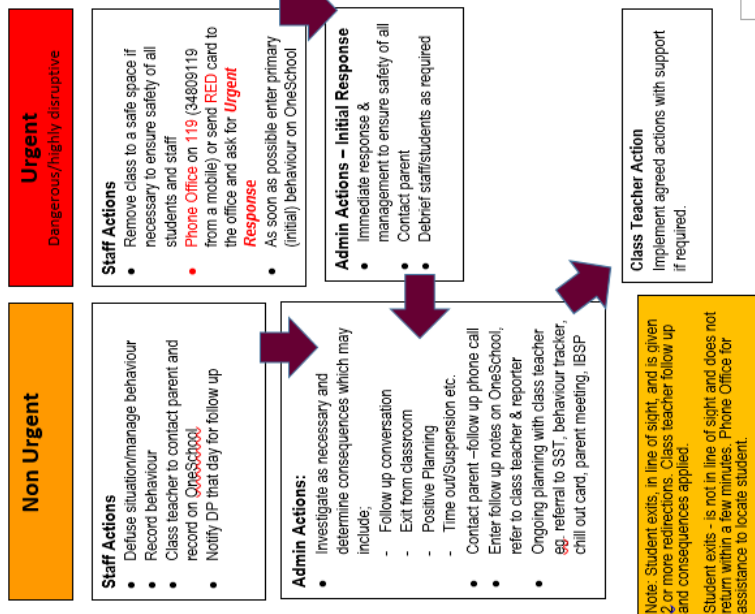 Non Urgent
Urgent
Dangerous/highly disruptive
Staff Actions
• Defuse situation/manage behaviour
• Record behaviour
• Class teacher to contact parent and
record on OneSchool
• Notify DP that day for follow up
Staff Actions
• Remove class to a safe space if
necessary to ensure safety of all
students and staff
• Phone Office on 119 (34809119
from a mobile) or send RED card to
the office and ask for Urgent
Response
• As soon as possible enter primary
(initial) behaviour on OneSchool
Admin Actions – Initial Response
• Immediate response &
management to ensure safety of all
• Contact parent
• Debrief staff/students as required
Admin Actions:
• Investigate as necessary and
determine consequences which may
include;
- Follow up conversation
- Exit from classroom
- Positive Planning
- Time out/Suspension etc.
• Contact parent –follow up phone call
• Enter follow up notes on OneSchool,
refer to class teacher & reporter
• Ongoing planning with class teacher
eg. referral to SST, behaviour tracker,
chill out card, parent meeting, IBSP
Class Teacher Action
Implement agreed actions with support
if required.
Note: Student exits, in line of sight, and is given
2 or more redirections. Class teacher follow up
and consequences applied.
Student exits - is not in line of sight and does not
return within a few minutes. Phone Office for
assistance to locate student.